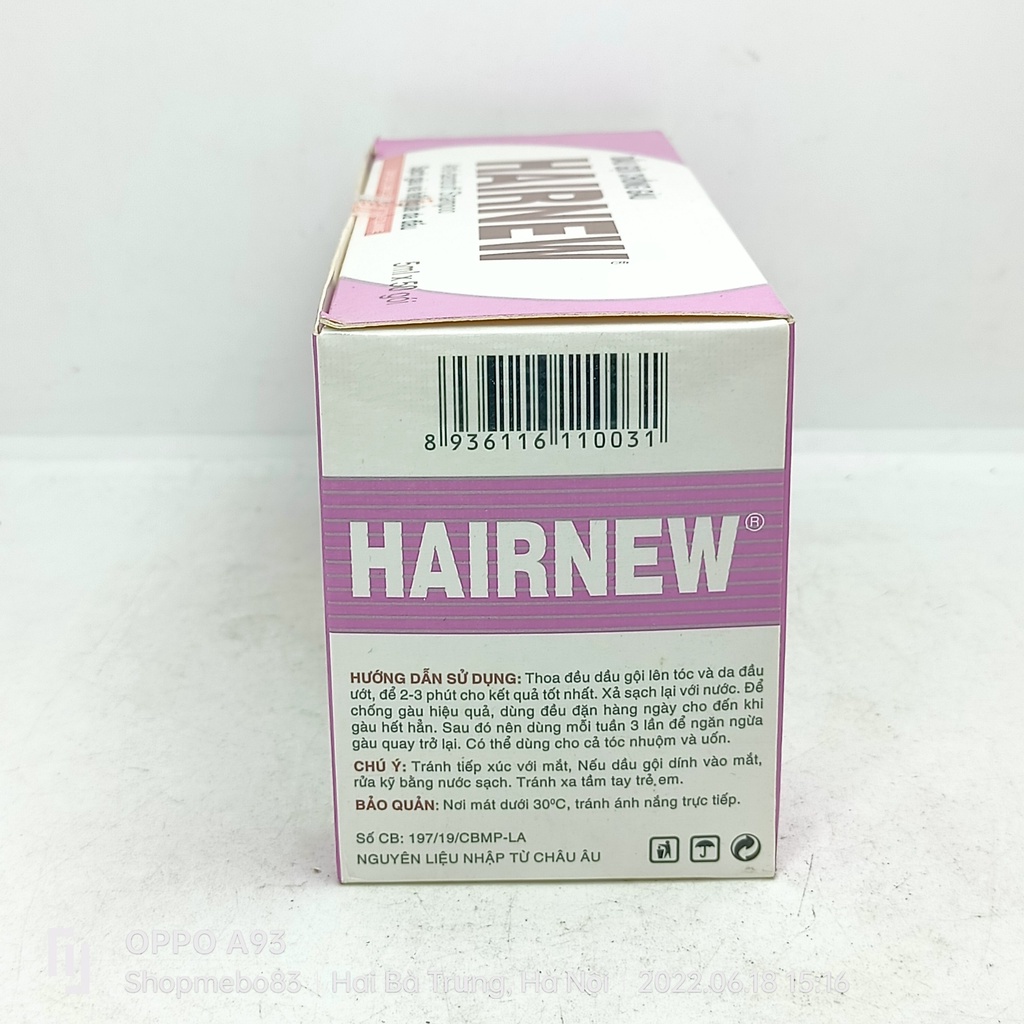 HAIRNEW
5ml x 50 gói
8 936116 110031
HAIRNEW®
HƯỚNG DẪN SỬ DỤNG: Thoa đều dầu gội lên tóc và da đầu
ướt, để 2-3 phút cho kết quả tốt nhất. Xả sạch lại với nước. Để
chống gàu hiệu quả, dùng đều đặn hàng ngày cho đến khi
gàu hết hẳn. Sau đó nên dùng mỗi tuần 3 lần để ngăn ngừa
gàu quay trở lại. Có thể dùng cho cả tóc nhuộm và uốn.
CHÚ Ý: Tránh tiếp xúc với mắt, Nếu dầu gội dính vào mắt,
rửa kỹ bằng nước sạch. Tránh xa tầm tay trẻ em.
BẢO QUẢN: Nơi mát dưới 30ºC, tránh ánh nắng trực tiếp.
Số CB: 197/19/CBMP-LA
NGUYÊN LIỆU NHẬP TỪ CHÂU ÂU
OPPO A93
Shopmebo83 | Hai Bà Trưng, Hà Nội 2022.06.18 15:16